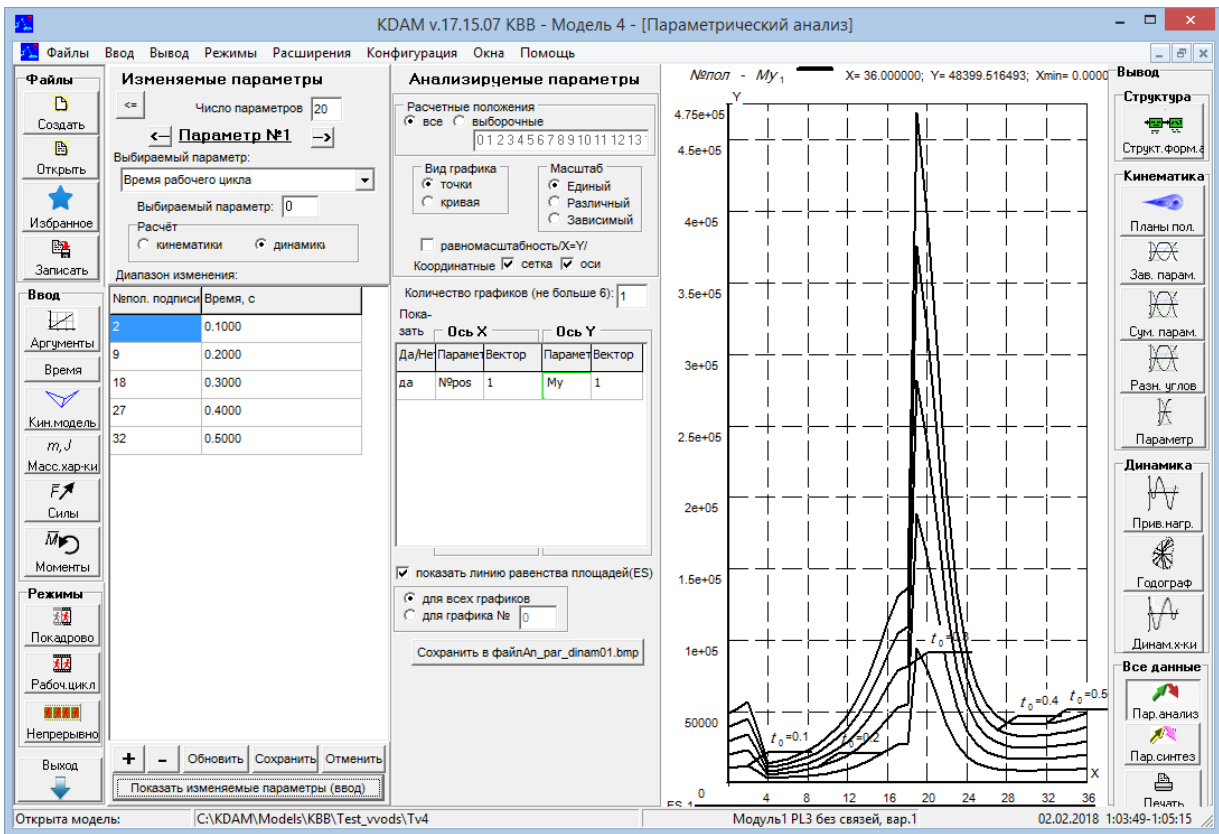 KDAM v.17.15.07 KBB - Модель 4 - [Параметрический анализ]
Файлы Ввод Вывод Режимы Расширения Конфигурация Окна Помощь
Файлы
Создать
Открыть
Избранное
Записать
Ввод
Аргументы
Время
Кин.модель
m, J
Масс.хар-ки
F
Силы
M
Моменты
Режимы
Покадрово
Рабоч.цикл
Непрерывно
Выход
Изменяемые параметры
<=
Число параметров 20
<-- Параметр №1 -->
Выбираемый параметр:
Время рабочего цикла
Выбираемый параметр: 0
Расчёт
кинематики динамики
Диапазон изменения:
№пол. подписи Время, с
2 0.1000
9 0.2000
18 0.3000
27 0.4000
32 0.5000
+ - Обновить Сохранить Отменить
Показать изменяемые параметры (ввод)
Анализируемые параметры
Расчетные положения
все выборочные
0 1 2 3 4 5 6 7 8 9 10 11 12 13
Вид графика
точки
кривая
Масштаб
Единый
Различный
Зависимый
равномасштабность/X=Y/
Координатные сетка оси
Количество графиков (не больше 6): 1
Пока-
зать Ось X Ось Y
Да/Не Парамет Вектор Парамет Вектор
да №pos 1 My 1
показать линию равенства площадей(ES)
для всех графиков
для графика № 0
Сохранить в файлAn_par_dinam01.bmp
№пол - My 1 X= 36.000000; Y= 48399.516493; Xmin= 0.0000
Y
4.75e+05
4.5e+05
4e+05
3.5e+05
3e+05
2.5e+05
2e+05
1.5e+05
1e+05
50000
t 0=0.1
t 0=0.2
t 0=0.3
t 0=0.4
t 0=0.5
X
0 4 8 12 16 20 24 28 32 36
ES 1
Вывод
Структура
Структ.форм.а
Кинематика
Планы пол.
Зав. парам.
Сум. парам.
Разн. углов
Параметр
Динамика
Прив.нагр.
Годограф
Динам.х-ки
Все данные
Пар.анализ
Пар.синтез
Печать
Открыта модель: C:\KDAM\Models\KBB\Test_vvods\Tv4 Модуль1 PL3 без связей, вар.1 02.02.2018 1:03:49-1:05:15